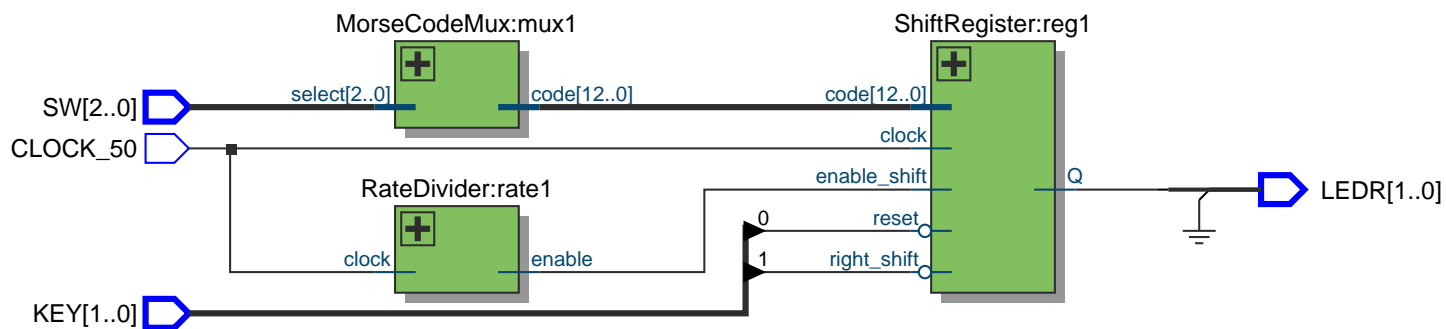 MorseCodeMux:mux1
ShiftRegister:reg1
SW[2..0]
select[2..0]
code[12..0]
code[12..0]
CLOCK_50
clock
RateDivider:rate1
enable_shift
Q
LEDR[1..0]
0
reset
clock
enable
1
right_shift
KEY[1..0]